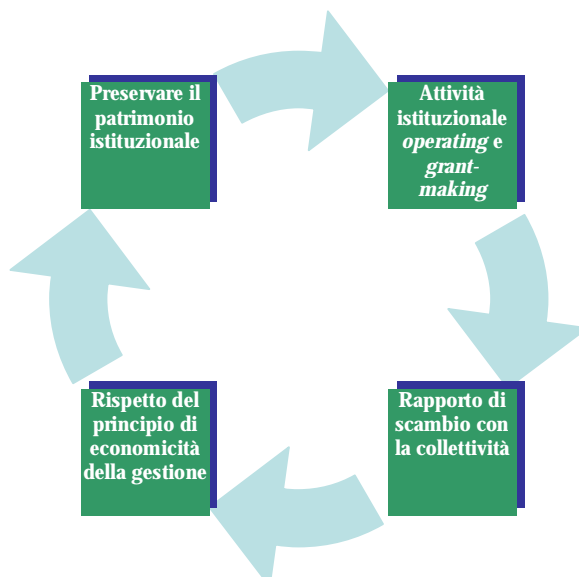 Preservare il
patrimonio
istituzionale
Attività
istituzionale
operating e
grant-
making
Rispetto del
principio di
economicità
della gestione
Rapporto di
scambio con
la collettività